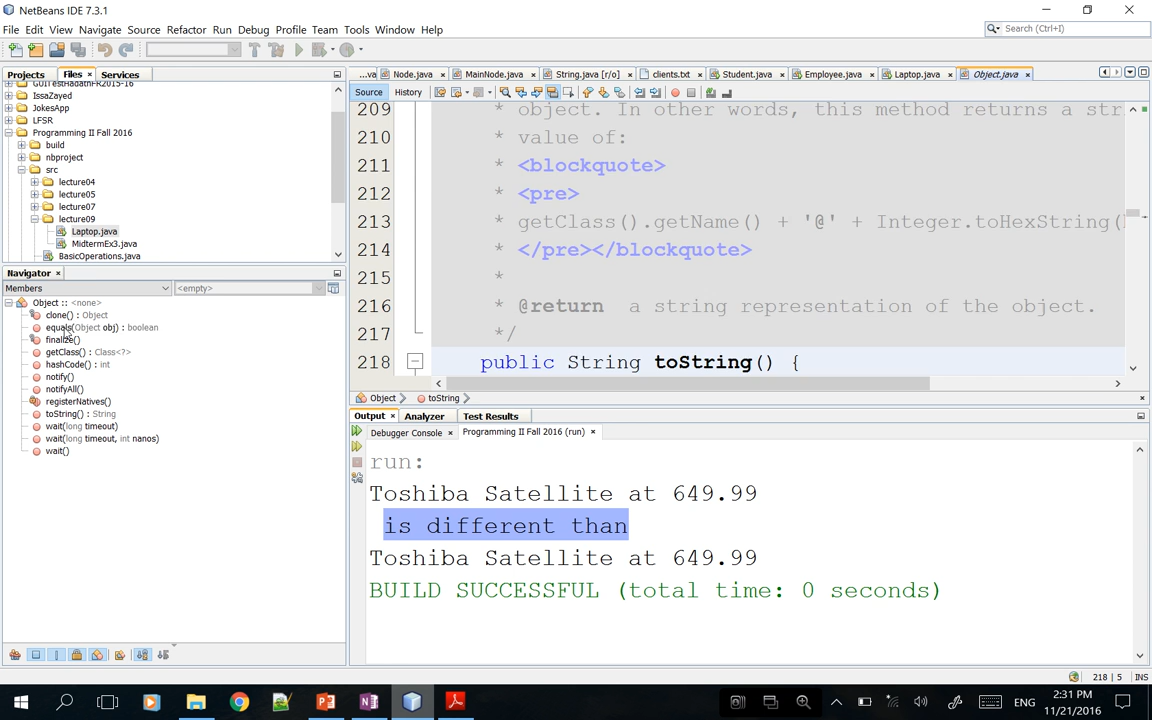 NetBeans IDE 7.3.1
File Edit View Navigate Source Refactor Run Debug Profile Team Tools Window Help
Search (Ctrl+I)
Projects Files Services
...va Node.java MainNode.java String.java [r/o] clients.txt Student.java Employee.java Laptop.java Object.java
GUITestHadathFR2015-16
IssaZayed
JokesApp
LFSR
Programming II Fall 2016
build
nbproject
src
lecture04
lecture05
lecture07
lecture09
Laptop.java
MidtermEx3.java
BasicOperations.java
Source History
209 * object. In other words, this method returns a str
210 * value of:
211 * <blockquote>
212 * <pre>
213 * getClass().getName() + '@' + Integer.toHexString(
214 * </pre></blockquote>
215 *
216 * @return a string representation of the object.
217 */
218 public String toString() {
Object toString
Navigator
Members <empty>
Object :: <none>
clone() : Object
equals(Object obj) : boolean
finalize()
getClass() : Class<?>
hashCode() : int
notify()
notifyAll()
registerNatives()
toString() : String
wait(long timeout)
wait(long timeout, int nanos)
wait()
Output Analyzer Test Results
Debugger Console Programming II Fall 2016 (run)
run:
Toshiba Satellite at 649.99
is different than
Toshiba Satellite at 649.99
BUILD SUCCESSFUL (total time: 0 seconds)
218 | 5 INS
ENG
2:31 PM
11/21/2016